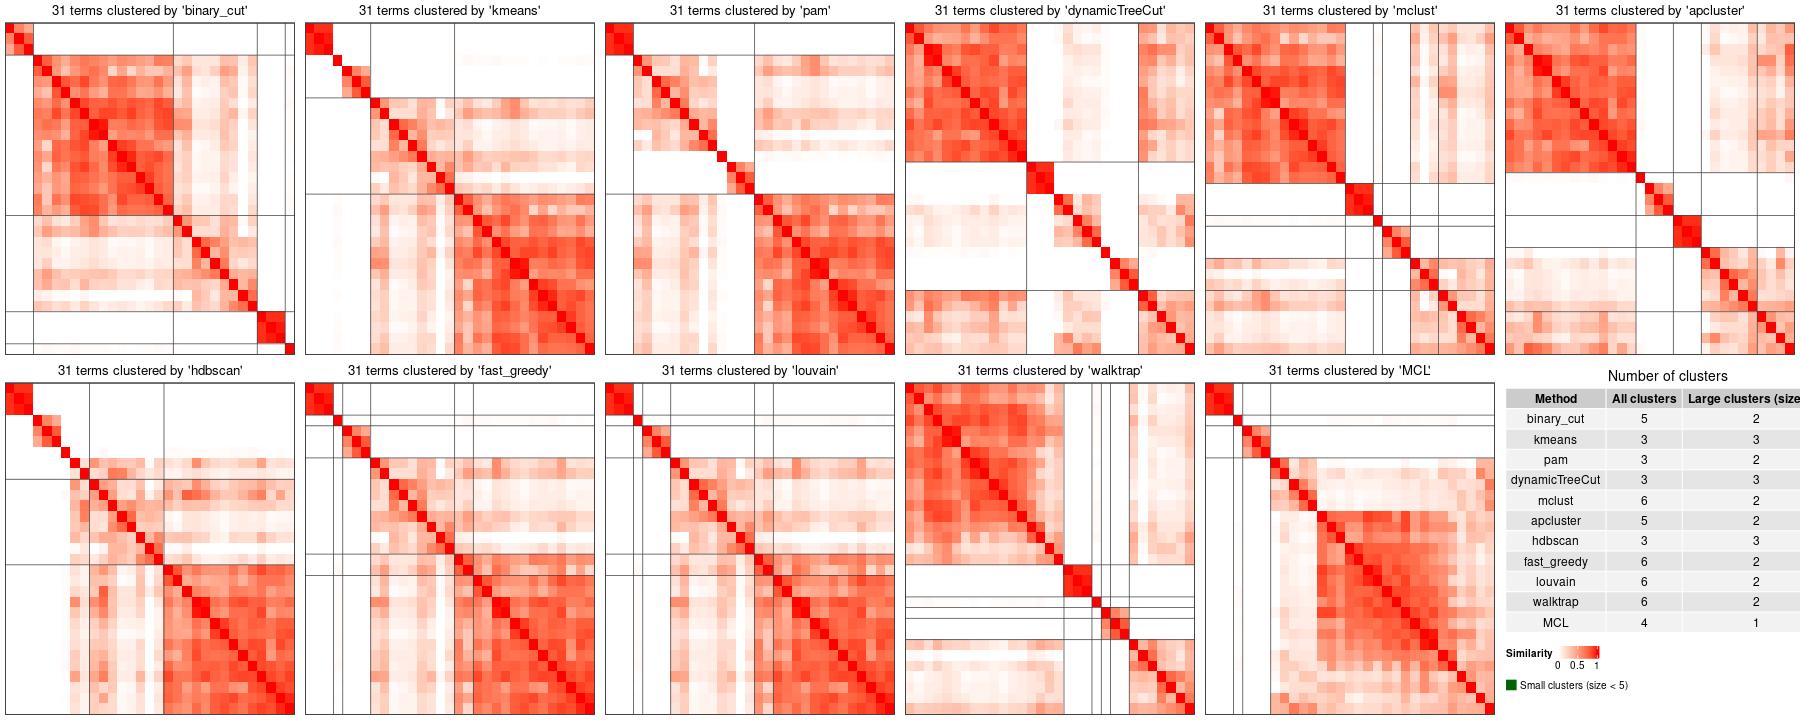 31 terms clustered by 'binary_cut'
31 terms clustered by 'kmeans'
31 terms clustered by 'pam'
31 terms clustered by 'dynamicTreeCut'
31 terms clustered by 'mclust'
31 terms clustered by 'apcluster'
31 terms clustered by 'hdbscan'
31 terms clustered by 'fast_greedy'
31 terms clustered by 'louvain'
31 terms clustered by 'walktrap'
31 terms clustered by 'MCL'
Number of clusters
Method All clusters Large clusters (size
binary_cut 5 2
kmeans 3 3
pam 3 2
dynamicTreeCut 3 3
mclust 6 2
apcluster 5 2
hdbscan 3 3
fast_greedy 6 2
louvain 6 2
walktrap 6 2
MCL 4 1
Similarity
0 0.5 1
Small clusters (size < 5)